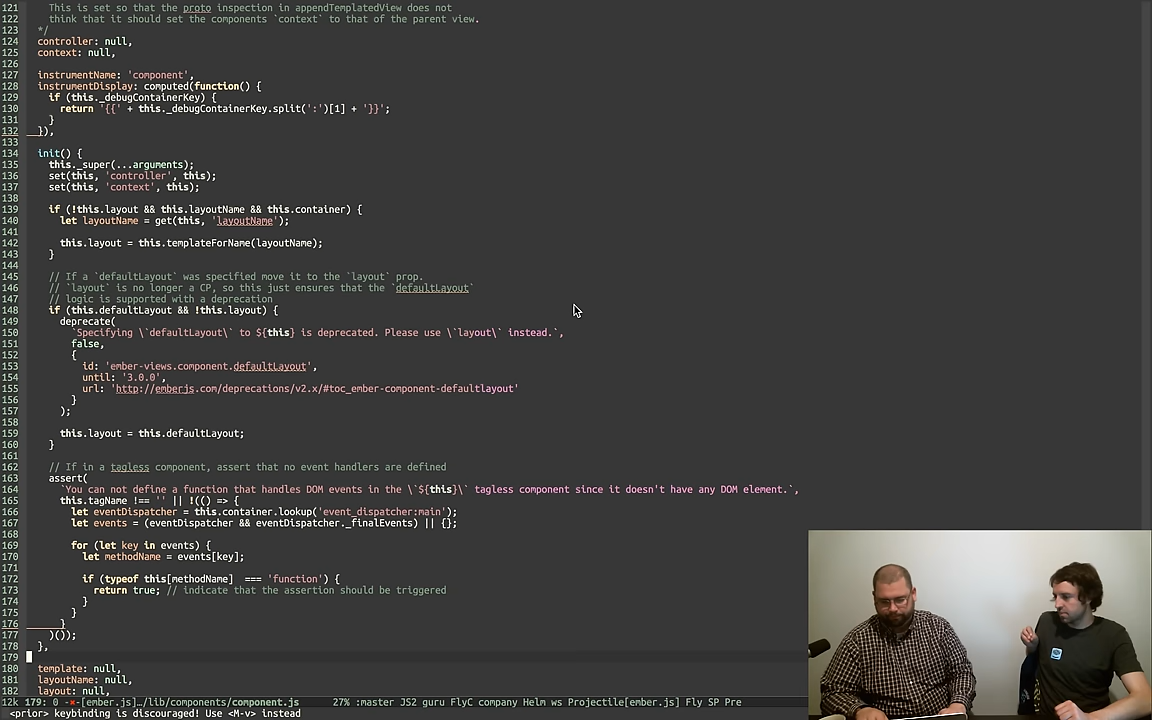 121 This is set so that the proto inspection in appendTemplatedView does not
122 think that it should set the components `context` to that of the parent view.
123 */
124 controller: null,
125 context: null,
126
127 instrumentName: 'component',
128 instrumentDisplay: computed(function() {
129 if (this._debugContainerKey) {
130 return '{{' + this._debugContainerKey.split(':')[1] + '}}';
131 }
132 }),
133
134 init() {
135 this._super(...arguments);
136 set(this, 'controller', this);
137 set(this, 'context', this);
138
139 if (!this.layout && this.layoutName && this.container) {
140 let layoutName = get(this, 'layoutName');
141
142 this.layout = this.templateForName(layoutName);
143 }
144
145 // If a `defaultLayout` was specified move it to the `layout` prop.
146 // `layout` is no longer a CP, so this just ensures that the `defaultLayout`
147 // logic is supported with a deprecation
148 if (this.defaultLayout && !this.layout) {
149 deprecate(
150 `Specifying \`defaultLayout\` to ${this} is deprecated. Please use \`layout\` instead.`,
151 false,
152 {
153 id: 'ember-views.component.defaultLayout',
154 until: '3.0.0',
155 url: 'http://emberjs.com/deprecations/v2.x/#toc_ember-component-defaultlayout'
156 }
157 );
158
159 this.layout = this.defaultLayout;
160 }
161
162 // If in a tagless component, assert that no event handlers are defined
163 assert(
164 `You can not define a function that handles DOM events in the \`${this}\` tagless component since it doesn't have any DOM element.`,
165 this.tagName !== '' || !(() => {
166 let eventDispatcher = this.container.lookup('event_dispatcher:main');
167 let events = (eventDispatcher && eventDispatcher._finalEvents) || {};
168
169 for (let key in events) {
170 let methodName = events[key];
171
172 if (typeof this[methodName] === 'function') {
173 return true; // indicate that the assertion should be triggered
174 }
175 }
176 }
177 )());
178 },
179
180 template: null,
181 layoutName: null,
182 layout: null,
12k 179: 0 -✖-[ember.js]…/lib/components/component.js 27% :master JS2 guru FlyC company Helm ws Projectile[ember.js] Fly SP Pre
<prior> keybinding is discouraged! Use <M-v> instead